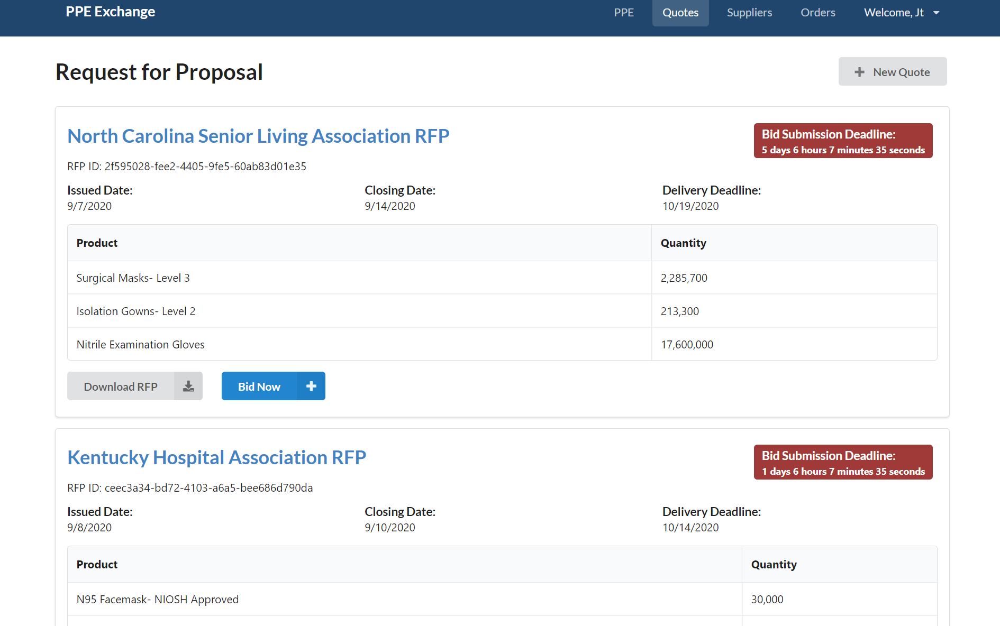 PPE Exchange
PPE Quotes Suppliers Orders Welcome, Jt
Request for Proposal
New Quote
North Carolina Senior Living Association RFP
Bid Submission Deadline:
5 days 6 hours 7 minutes 35 seconds
RFP ID: 2f595028-fee2-4405-9fe5-60ab83d01e35
Issued Date: Closing Date: Delivery Deadline:
9/7/2020 9/14/2020 10/19/2020
Product Quantity
Surgical Masks- Level 3 2,285,700
Isolation Gowns- Level 2 213,300
Nitrile Examination Gloves 17,600,000
Download RFP Bid Now
Kentucky Hospital Association RFP
Bid Submission Deadline:
1 days 6 hours 7 minutes 35 seconds
RFP ID: ceec3a34-bd72-4103-a6a5-bee686d790da
Issued Date: Closing Date: Delivery Deadline:
9/8/2020 9/10/2020 10/14/2020
Product Quantity
N95 Facemask- NIOSH Approved 30,000